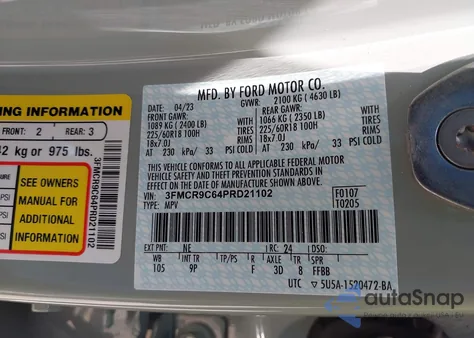 NG INFORMATION
FRONT: 2 REAR: 3
42 kg or 975 lbs.
SEE OWNERS
MANUAL FOR
ADDITIONAL
INFORMATION
3FMCR9C64PRD21102
MFD. BY FORD MOTOR CO.
DATE: 04/23 GVWR: 2100 KG ( 4630 LB)
FRONT GAWR: REAR GAWR:
1089 KG ( 2400 LB) 1066 KG ( 2350 LB)
225/60R18 100H TIRES 225/60R18 100H TIRES
18x7.0J RIMS 18x7.0J RIMS
AT 230 kPa/ 33 PSI COLD AT 230 kPa/ 33 PSI COLD
THIS VEHICLE CONFORMS TO ALL APPLICABLE FEDERAL MOTOR
VEHICLE SAFETY AND THEFT PREVENTION STANDARDS IN EFFECT ON THE DATE OF
MANUFACTURE SHOWN ABOVE.
VIN: 3FMCR9C64PRD21102 F0107
TYPE: MPV T0205
EXT PNT: NE RC: 24 DSO:
WB INT TR TP/PS R AXLE TR SPR
105 9P F 3D 8 FFBB
UTC 5U5A-1520472-BA
autoSnap